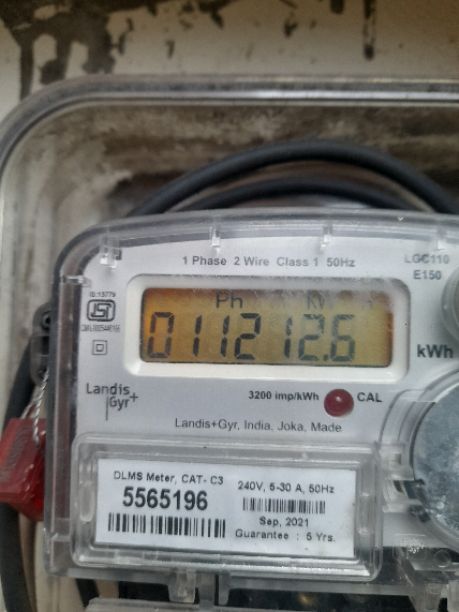 1 Phase 2 Wire Class 1 50Hz
LGC110
E150
Ph
011212.6
kWh
Landis
Gyr+
3200 imp/kWh
CAL
Landis+Gyr, India, Joka, Made
DLMS Meter, CAT- C3
5565196
240V, 5-30 A, 50Hz
Sep, 2021
Guarantee : 5 Yrs.